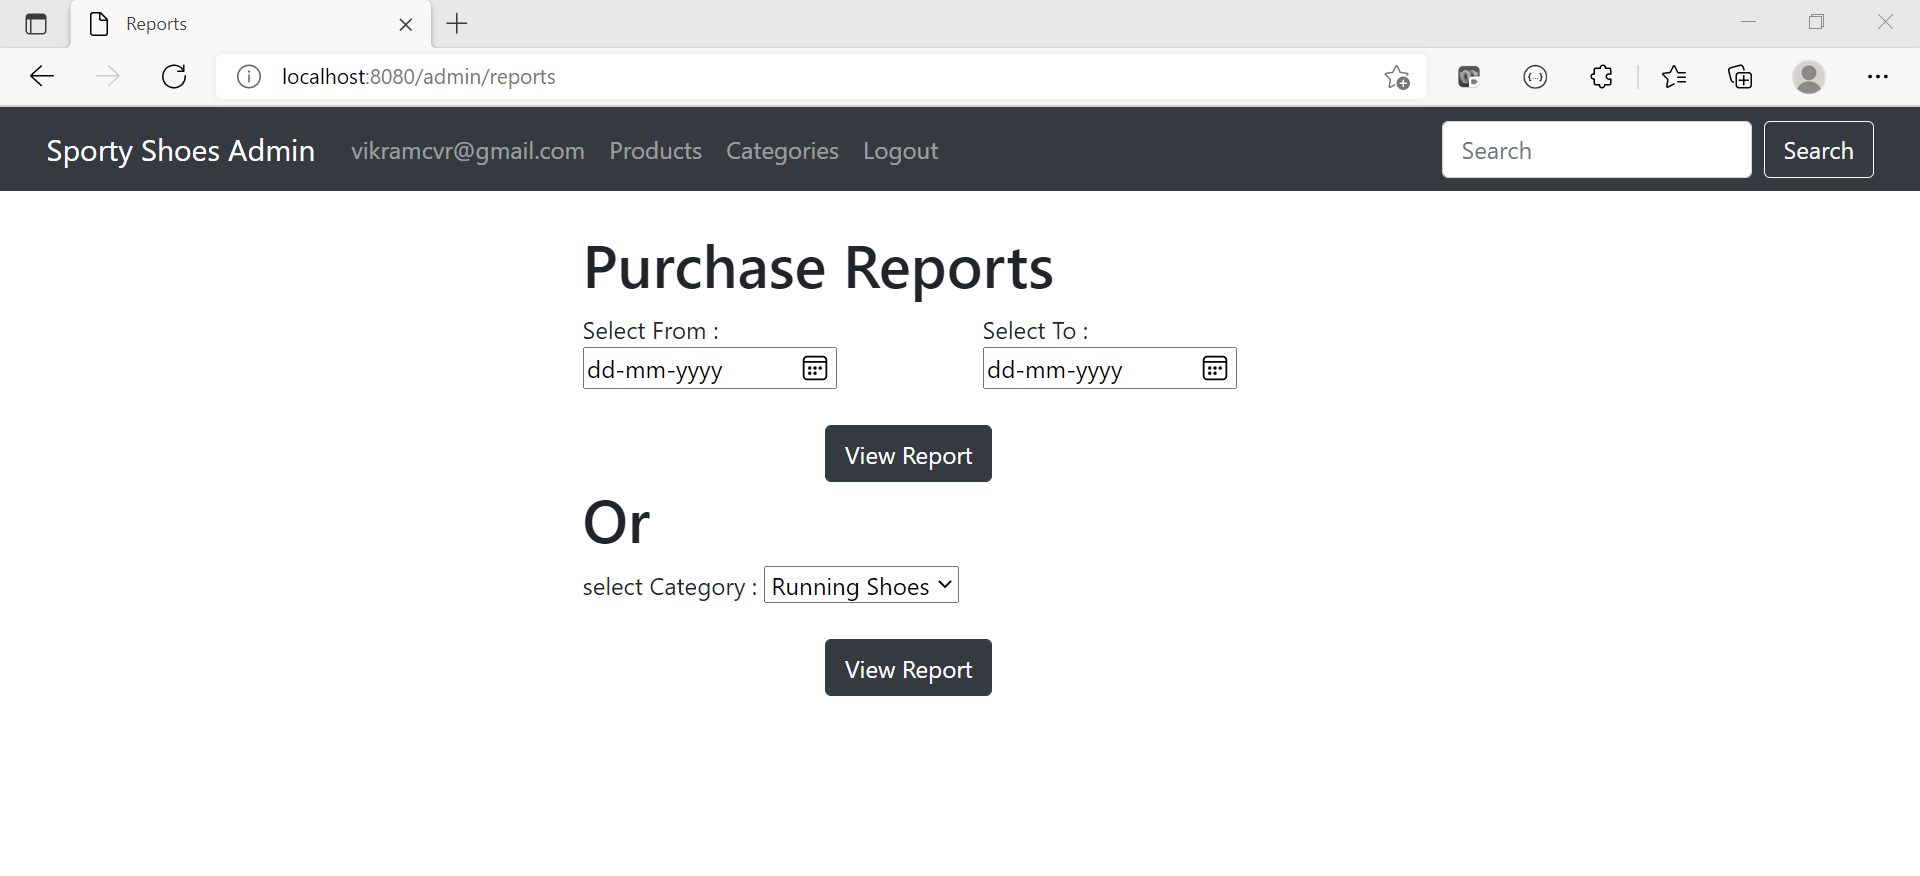 Reports
localhost:8080/admin/reports
Sporty Shoes Admin vikramcvr@gmail.com Products Categories Logout Search Search
Purchase Reports
Select From : Select To :
dd-mm-yyyy dd-mm-yyyy
View Report
Or
select Category : Running Shoes
View Report